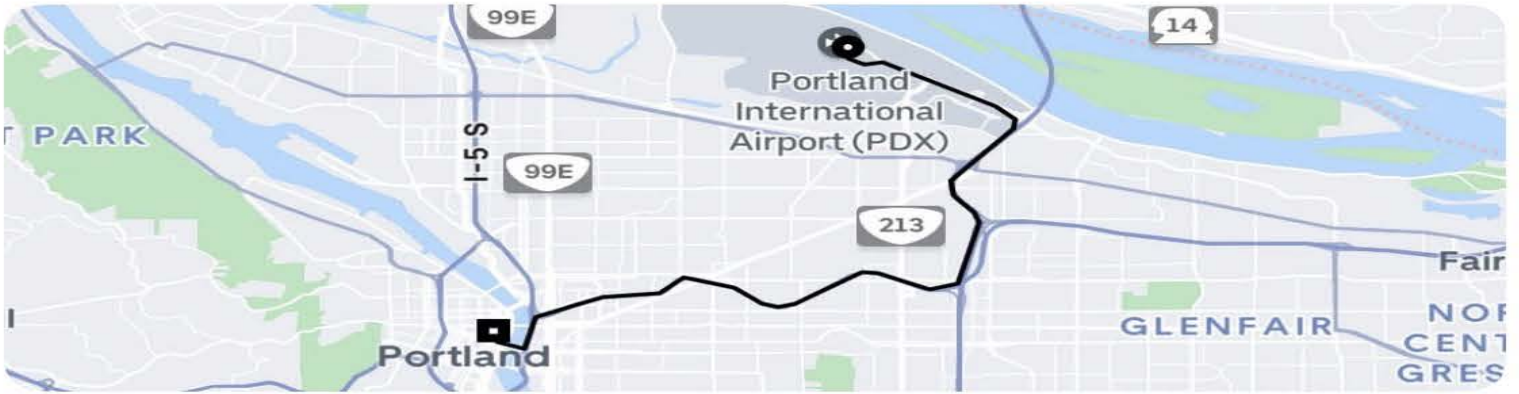 99E
14
Portland
International
Airport (PDX)
T PARK
I-5 S
99E
213
Fair
GLENFAIR
NOR
CENT
GRES
Portland